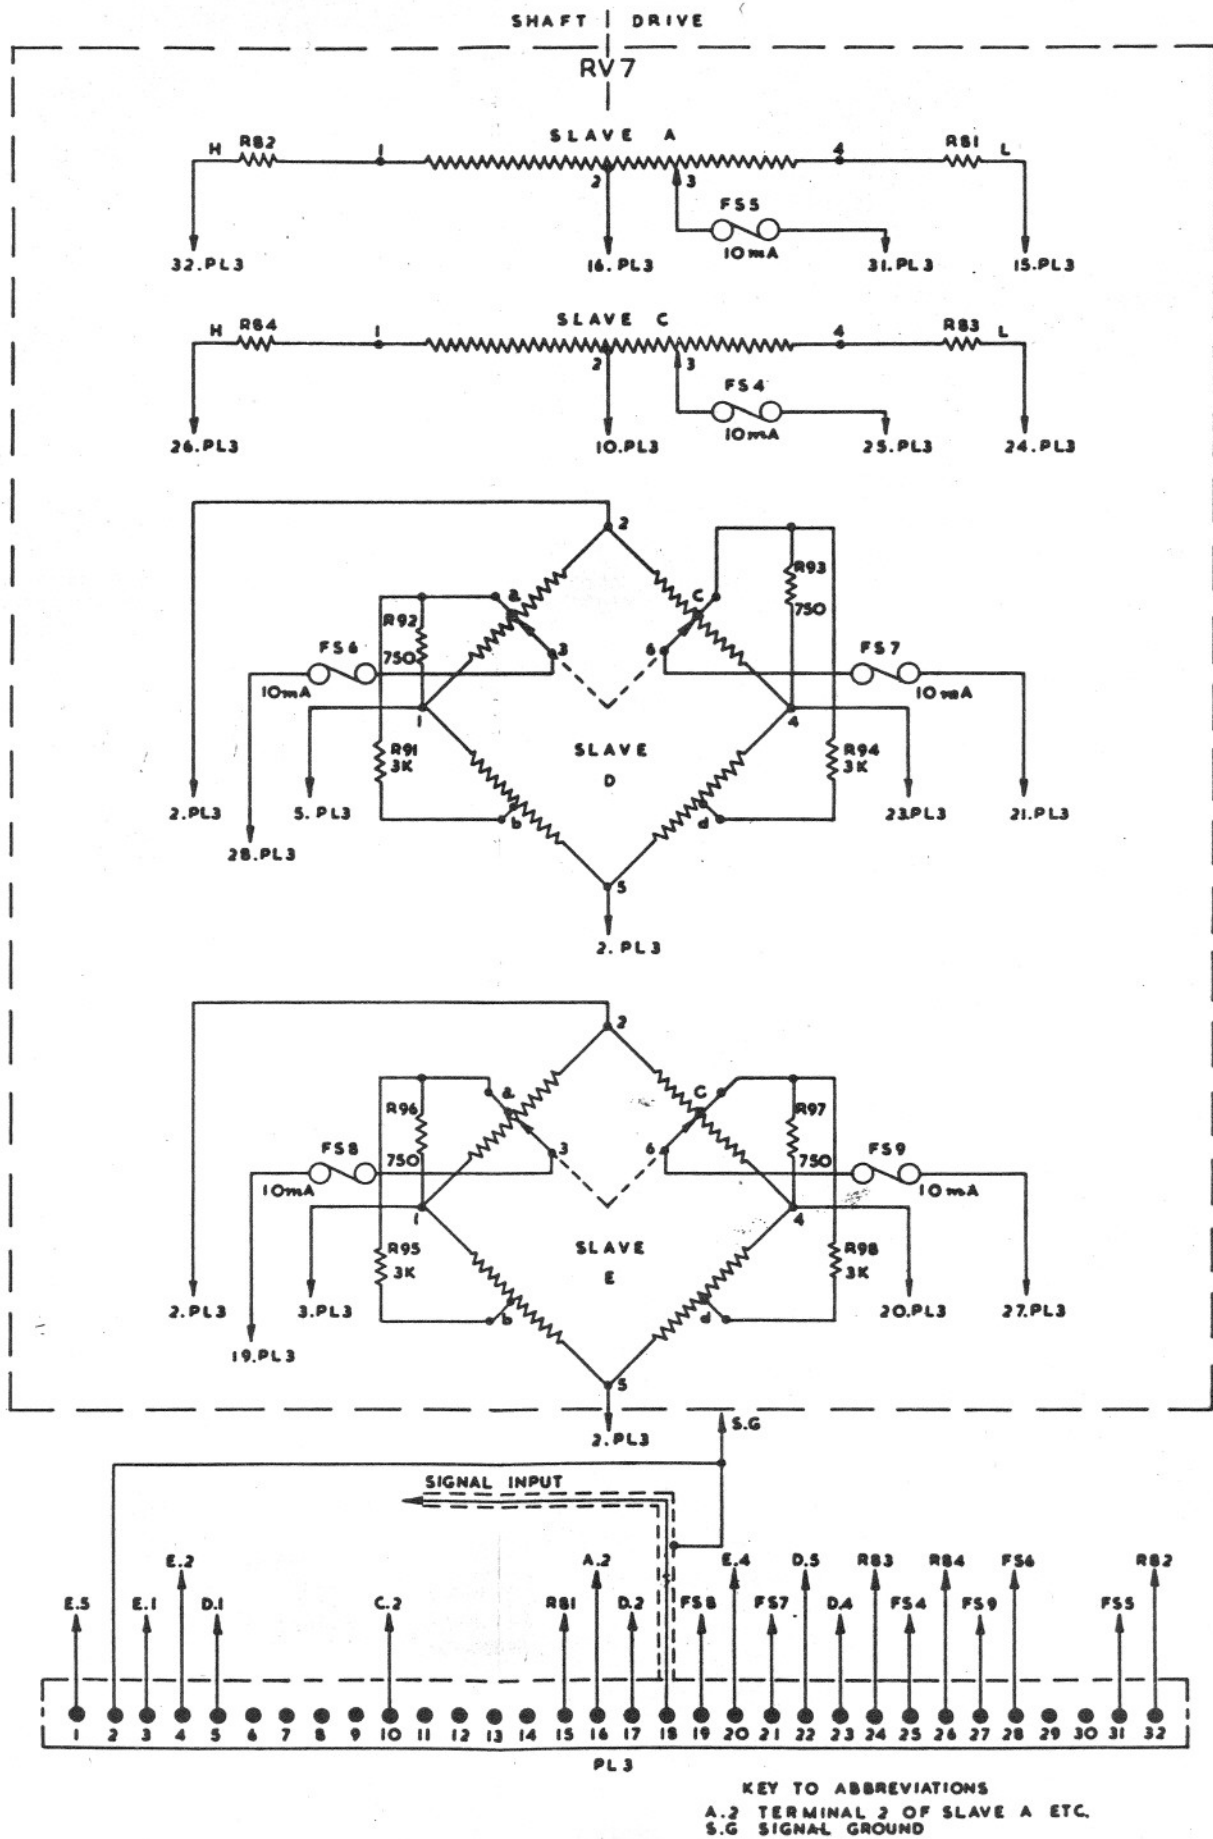 SHAFT DRIVE
RV7
SLAVE A
H R82 1 2 3 4 R81 L
FS5
10mA
32.PL3 16.PL3 31.PL3 15.PL3
SLAVE C
H R84 1 2 3 4 R83 L
FS4
10mA
26.PL3 10.PL3 25.PL3 24.PL3
2
R93
750
a c
R92
750
3 6
FS6 FS7
10mA 10mA
1 4
SLAVE
D
R91
3K
R94
3K
2.PL3 5.PL3 23.PL3 21.PL3
b d
28.PL3
5
2.PL3
2
a c
R96 R97
750 750
3 6
FS8 FS9
10mA 10mA
1 4
SLAVE
E
R95
3K
R98
3K
2.PL3 3.PL3 20.PL3 27.PL3
b d
19.PL3
5
2.PL3
S.G
SIGNAL INPUT
E.2 A.2 E.4 D.5 R83 R84 FS6 R82
E.5 E.1 D.1 C.2 R81 D.2 FS8 FS7 D.4 FS4 FS9 FS5
1 2 3 4 5 6 7 8 9 10 11 12 13 14 15 16 17 18 19 20 21 22 23 24 25 26 27 28 29 30 31 32
PL3
KEY TO ABBREVIATIONS
A.2 TERMINAL 2 OF SLAVE A ETC.
S.G SIGNAL GROUND